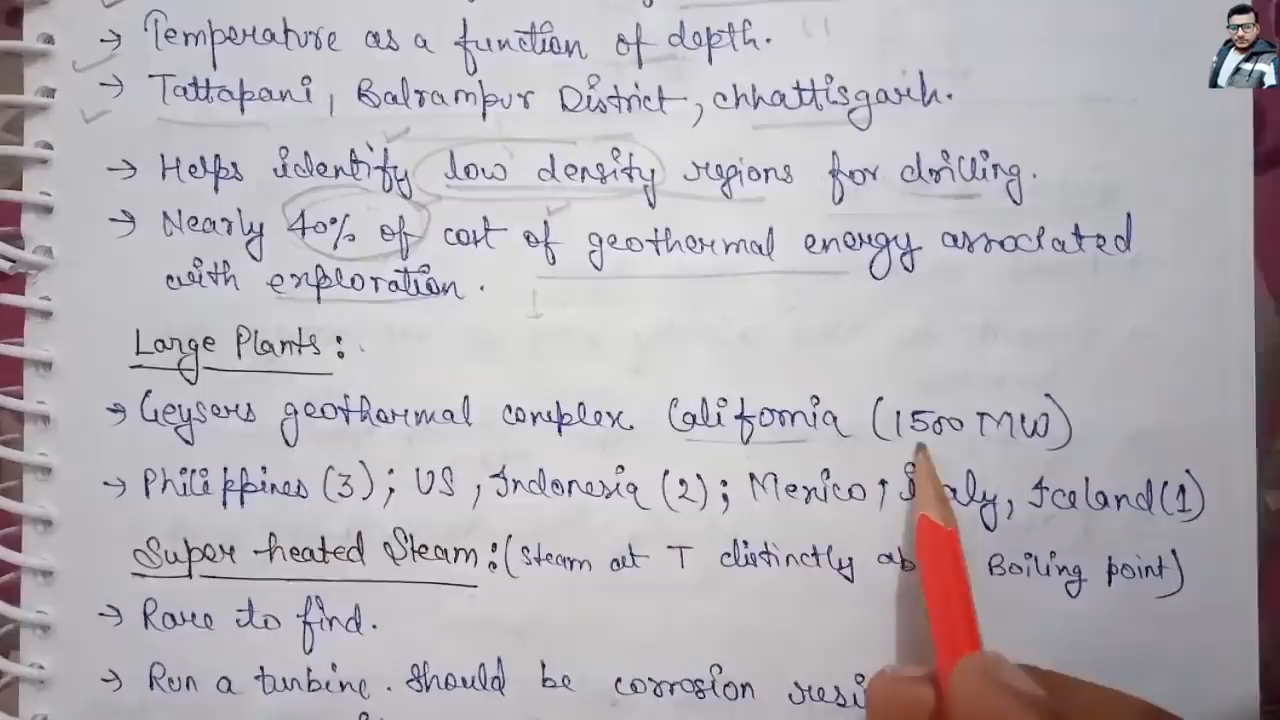 → Temperature as a function of depth.
→ Tattapani, Balrampur District, chhattisgarh.
→ Helps identify low density regions for drilling.
→ Nearly 40% of cost of geothermal energy associated
with exploration.
Large Plants:
→ Geysers geothermal complex California (1500 MW)
→ Philippines (3); US, Indonesia (2); Mexico, Italy, Iceland (1)
Super heated Steam: (Steam at T distinctly Boiling point)
→ Rare to find.
→ Run a turbine. Should be corrosion